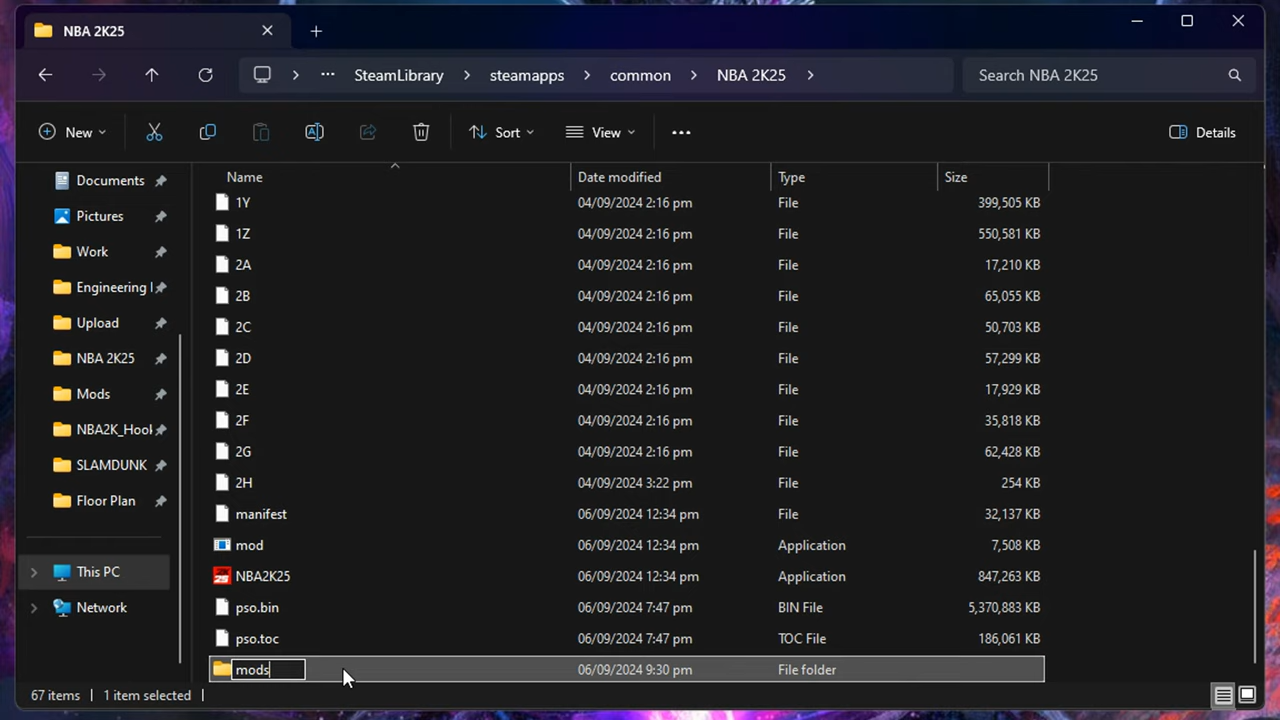 NBA 2K25
SteamLibrary steamapps common NBA 2K25 Search NBA 2K25
New Sort View Details
Name Date modified Type Size
Documents
Pictures
Work
Engineering
Upload
NBA 2K25
Mods
NBA2K_Hook
SLAMDUNK
Floor Plan
This PC
Network
1Y 04/09/2024 2:16 pm File 399,505 KB
1Z 04/09/2024 2:16 pm File 550,581 KB
2A 04/09/2024 2:16 pm File 17,210 KB
2B 04/09/2024 2:16 pm File 65,055 KB
2C 04/09/2024 2:16 pm File 50,703 KB
2D 04/09/2024 2:16 pm File 57,299 KB
2E 04/09/2024 2:16 pm File 17,929 KB
2F 04/09/2024 2:16 pm File 35,818 KB
2G 04/09/2024 2:16 pm File 62,428 KB
2H 04/09/2024 3:22 pm File 254 KB
manifest 06/09/2024 12:34 pm File 32,137 KB
mod 06/09/2024 12:34 pm Application 7,508 KB
NBA2K25 06/09/2024 12:34 pm Application 847,263 KB
pso.bin 06/09/2024 7:47 pm BIN File 5,370,883 KB
pso.toc 06/09/2024 7:47 pm TOC File 186,061 KB
mods 06/09/2024 9:30 pm File folder
67 items 1 item selected